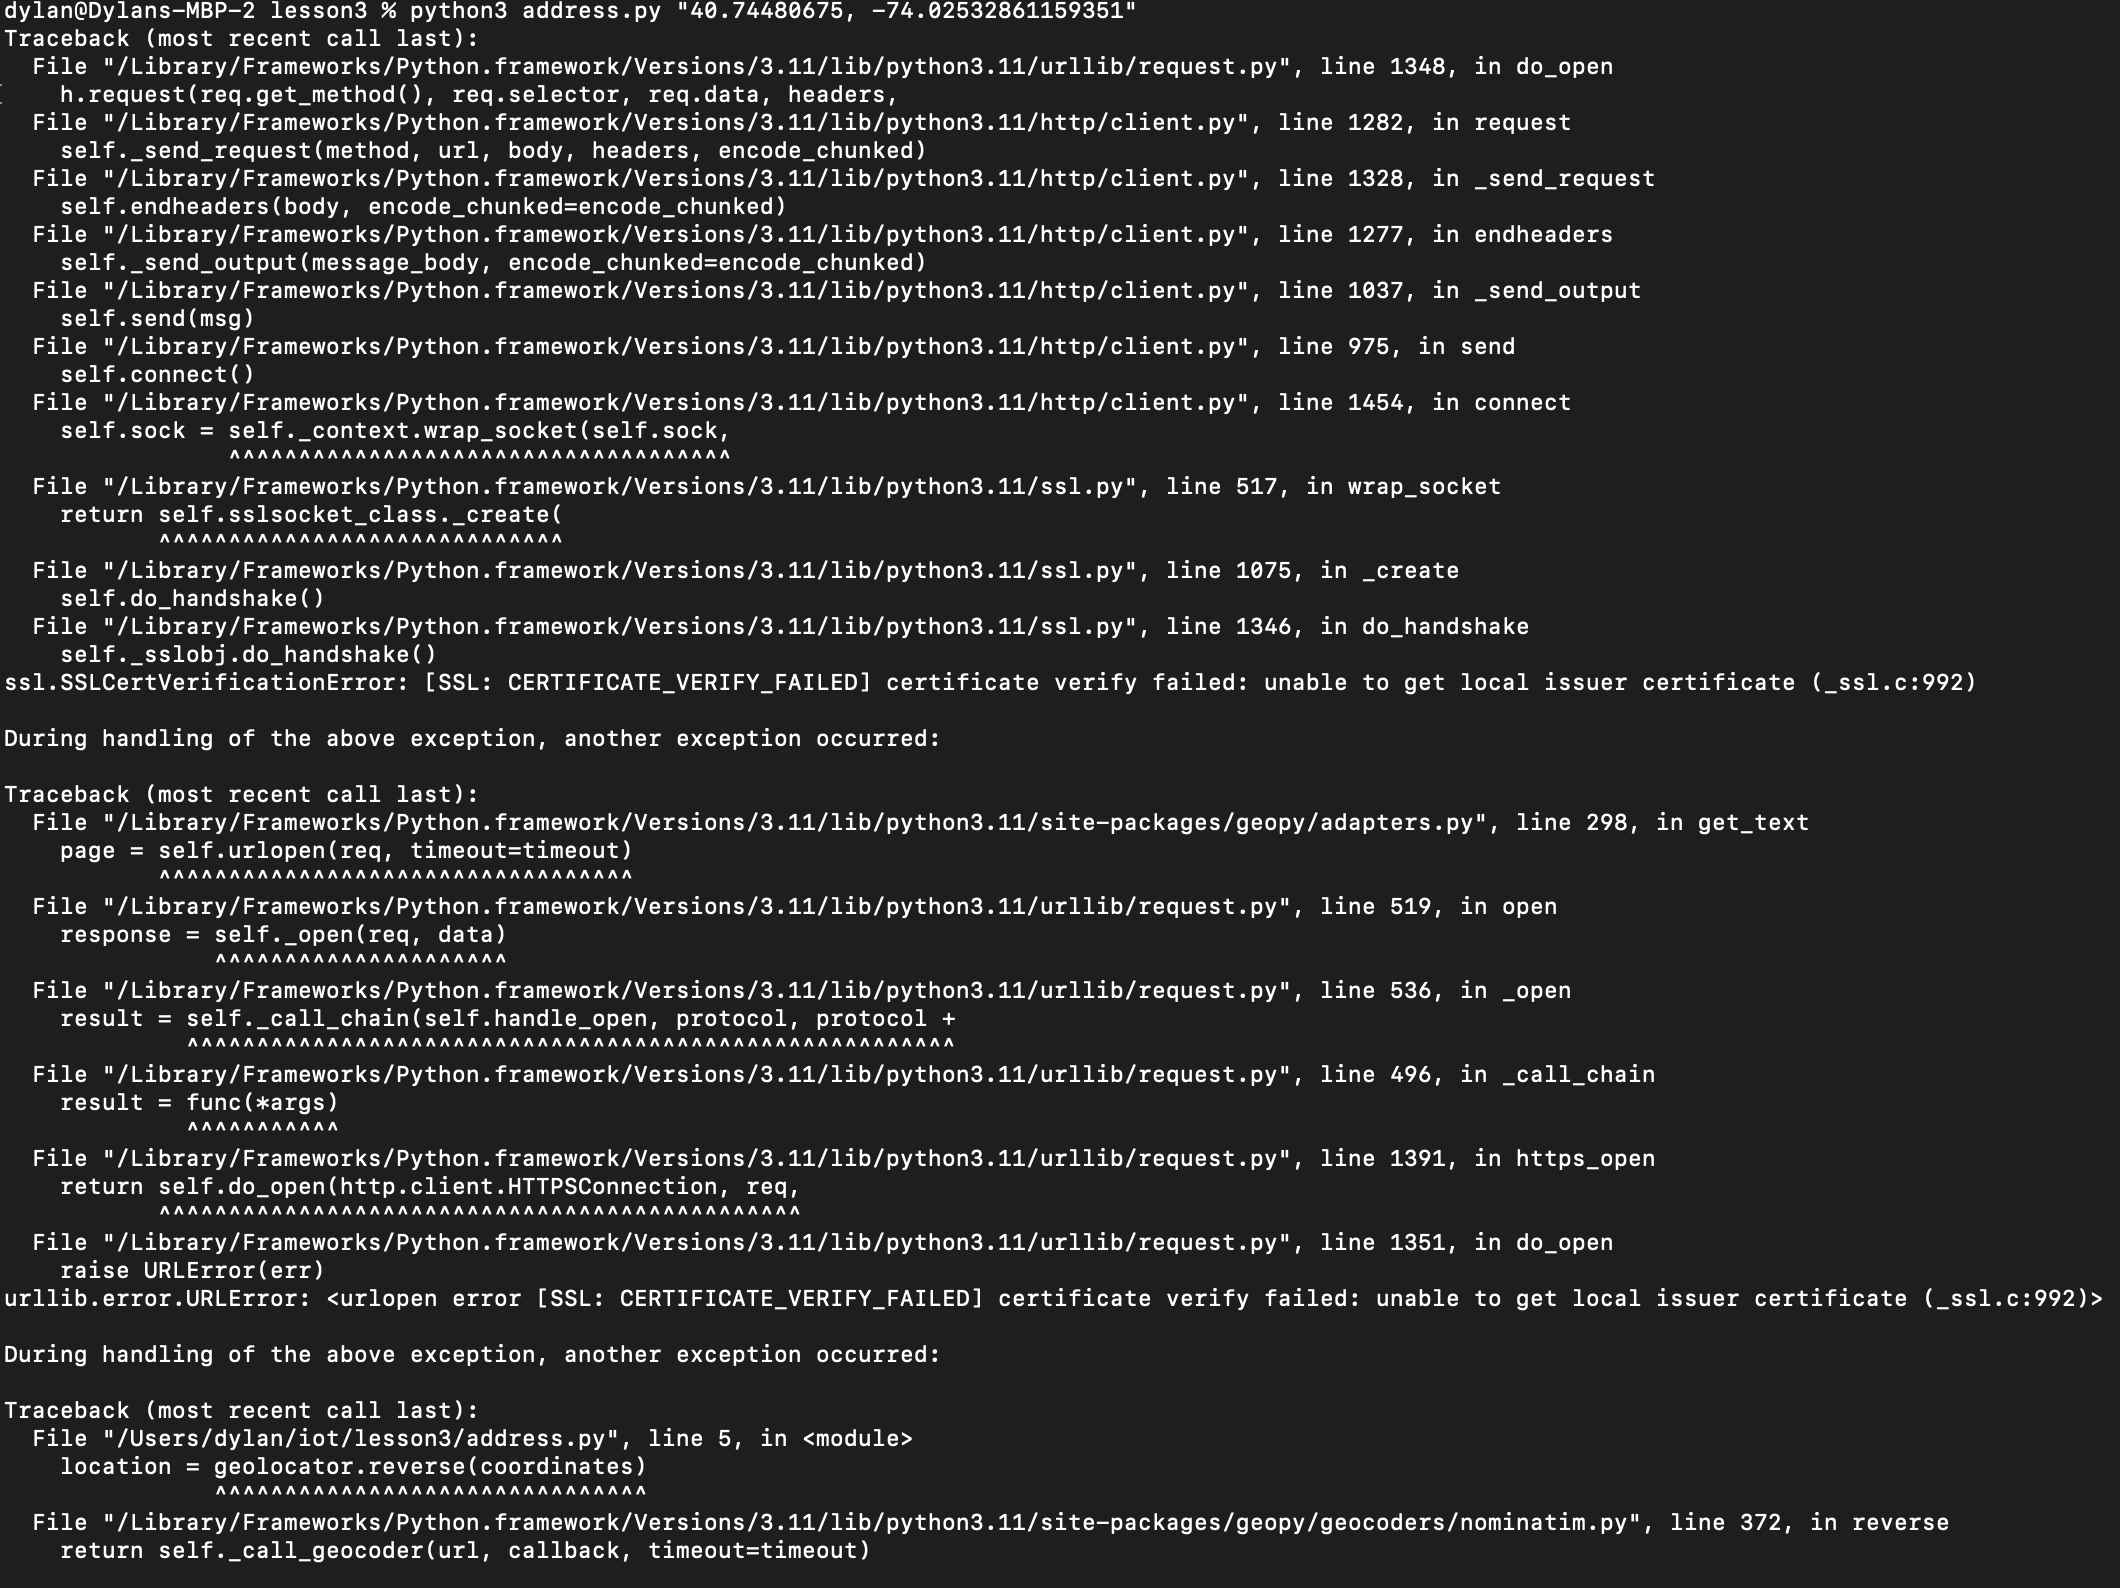 dylan@Dylans-MBP-2 lesson3 % python3 address.py "40.74480675, -74.02532861159351"
Traceback (most recent call last):
  File "/Library/Frameworks/Python.framework/Versions/3.11/lib/python3.11/urllib/request.py", line 1348, in do_open
    h.request(req.get_method(), req.selector, req.data, headers,
  File "/Library/Frameworks/Python.framework/Versions/3.11/lib/python3.11/http/client.py", line 1282, in request
    self._send_request(method, url, body, headers, encode_chunked)
  File "/Library/Frameworks/Python.framework/Versions/3.11/lib/python3.11/http/client.py", line 1328, in _send_request
    self.endheaders(body, encode_chunked=encode_chunked)
  File "/Library/Frameworks/Python.framework/Versions/3.11/lib/python3.11/http/client.py", line 1277, in endheaders
    self._send_output(message_body, encode_chunked=encode_chunked)
  File "/Library/Frameworks/Python.framework/Versions/3.11/lib/python3.11/http/client.py", line 1037, in _send_output
    self.send(msg)
  File "/Library/Frameworks/Python.framework/Versions/3.11/lib/python3.11/http/client.py", line 975, in send
    self.connect()
  File "/Library/Frameworks/Python.framework/Versions/3.11/lib/python3.11/http/client.py", line 1454, in connect
    self.sock = self._context.wrap_socket(self.sock,
                ^^^^^^^^^^^^^^^^^^^^^^^^^^^^^^^^^^^^
  File "/Library/Frameworks/Python.framework/Versions/3.11/lib/python3.11/ssl.py", line 517, in wrap_socket
    return self.sslsocket_class._create(
           ^^^^^^^^^^^^^^^^^^^^^^^^^^^^^
  File "/Library/Frameworks/Python.framework/Versions/3.11/lib/python3.11/ssl.py", line 1075, in _create
    self.do_handshake()
  File "/Library/Frameworks/Python.framework/Versions/3.11/lib/python3.11/ssl.py", line 1346, in do_handshake
    self._sslobj.do_handshake()
ssl.SSLCertVerificationError: [SSL: CERTIFICATE_VERIFY_FAILED] certificate verify failed: unable to get local issuer certificate (_ssl.c:992)

During handling of the above exception, another exception occurred:

Traceback (most recent call last):
  File "/Library/Frameworks/Python.framework/Versions/3.11/lib/python3.11/site-packages/geopy/adapters.py", line 298, in get_text
    page = self.urlopen(req, timeout=timeout)
           ^^^^^^^^^^^^^^^^^^^^^^^^^^^^^^^^^^
  File "/Library/Frameworks/Python.framework/Versions/3.11/lib/python3.11/urllib/request.py", line 519, in open
    response = self._open(req, data)
               ^^^^^^^^^^^^^^^^^^^^^
  File "/Library/Frameworks/Python.framework/Versions/3.11/lib/python3.11/urllib/request.py", line 536, in _open
    result = self._call_chain(self.handle_open, protocol, protocol +
             ^^^^^^^^^^^^^^^^^^^^^^^^^^^^^^^^^^^^^^^^^^^^^^^^^^^^^^^
  File "/Library/Frameworks/Python.framework/Versions/3.11/lib/python3.11/urllib/request.py", line 496, in _call_chain
    result = func(*args)
             ^^^^^^^^^^^
  File "/Library/Frameworks/Python.framework/Versions/3.11/lib/python3.11/urllib/request.py", line 1391, in https_open
    return self.do_open(http.client.HTTPSConnection, req,
           ^^^^^^^^^^^^^^^^^^^^^^^^^^^^^^^^^^^^^^^^^^^^^^
  File "/Library/Frameworks/Python.framework/Versions/3.11/lib/python3.11/urllib/request.py", line 1351, in do_open
    raise URLError(err)
urllib.error.URLError: <urlopen error [SSL: CERTIFICATE_VERIFY_FAILED] certificate verify failed: unable to get local issuer certificate (_ssl.c:992)>

During handling of the above exception, another exception occurred:

Traceback (most recent call last):
  File "/Users/dylan/iot/lesson3/address.py", line 5, in <module>
    location = geolocator.reverse(coordinates)
               ^^^^^^^^^^^^^^^^^^^^^^^^^^^^^^^
  File "/Library/Frameworks/Python.framework/Versions/3.11/lib/python3.11/site-packages/geopy/geocoders/nominatim.py", line 372, in reverse
    return self._call_geocoder(url, callback, timeout=timeout)